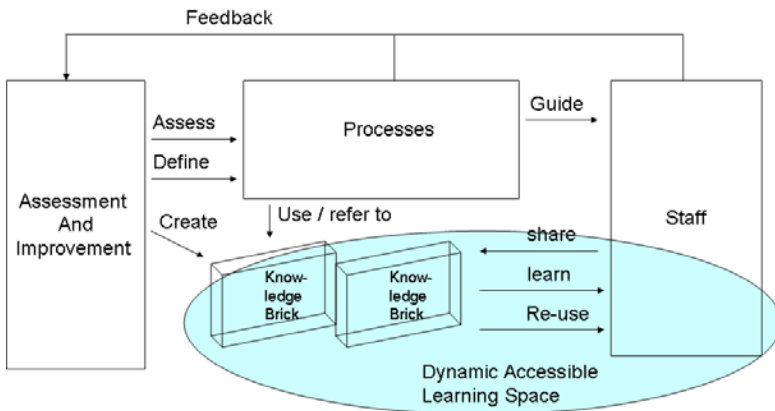 Feedback
Assess
Define
Processes
Guide
Assessment
And
Improvement
Create
Use / refer to
Staff
share
learn
Re-use
Know-
ledge
Brick
Know-
ledge
Brick
Dynamic Accessible
Learning Space